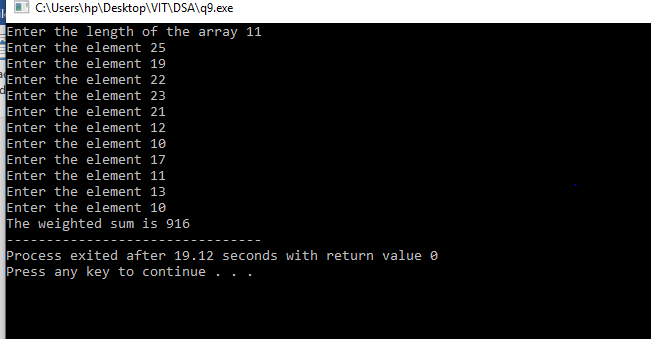 C:\Users\hp\Desktop\VIT\DSA\q9.exe
Enter the length of the array 11
Enter the element 25
Enter the element 19
Enter the element 22
Enter the element 23
Enter the element 21
Enter the element 12
Enter the element 10
Enter the element 17
Enter the element 11
Enter the element 13
Enter the element 10
The weighted sum is 916
--------------------------------
Process exited after 19.12 seconds with return value 0
Press any key to continue . . .